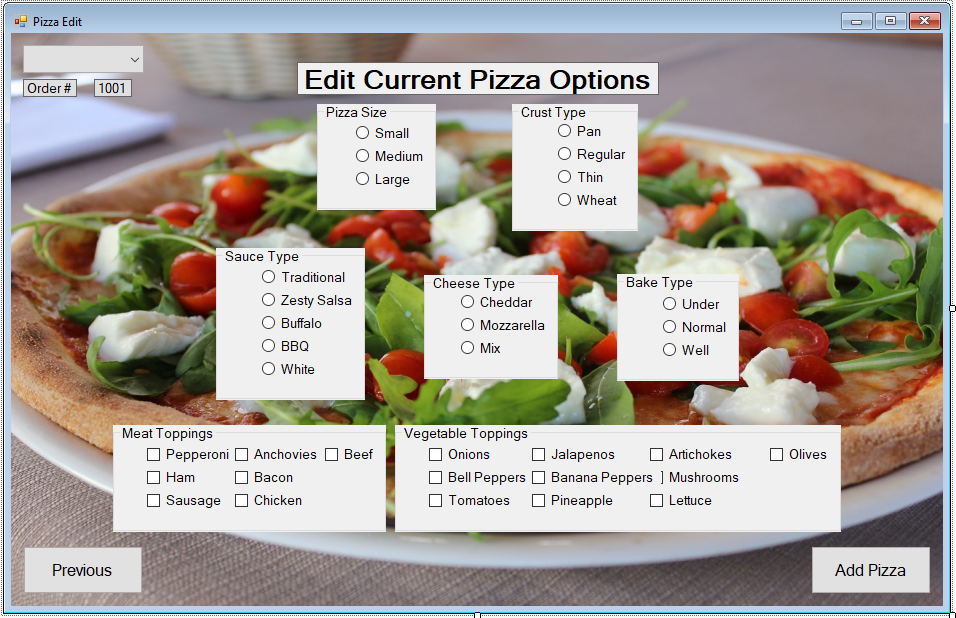 Pizza Edit
Order # 1001
Edit Current Pizza Options
Pizza Size
Small
Medium
Large
Crust Type
Pan
Regular
Thin
Wheat
Sauce Type
Traditional
Zesty Salsa
Buffalo
BBQ
White
Cheese Type
Cheddar
Mozzarella
Mix
Bake Type
Under
Normal
Well
Meat Toppings
Pepperoni Anchovies Beef
Ham Bacon
Sausage Chicken
Vegetable Toppings
Onions Jalapenos Artichokes Olives
Bell Peppers Banana Peppers Mushrooms
Tomatoes Pineapple Lettuce
Previous
Add Pizza